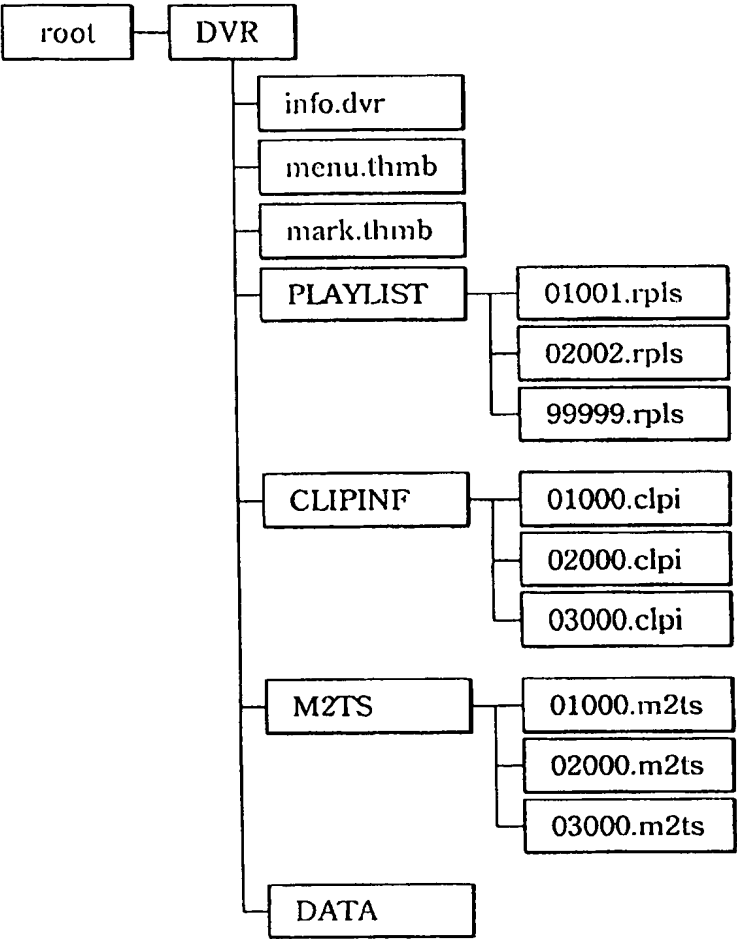 root DVR
info.dvr
menu.thmb
mark.thmb
PLAYLIST 01001.rpls
02002.rpls
99999.rpls
CLIPINF 01000.clpi
02000.clpi
03000.clpi
M2TS 01000.m2ts
02000.m2ts
03000.m2ts
DATA